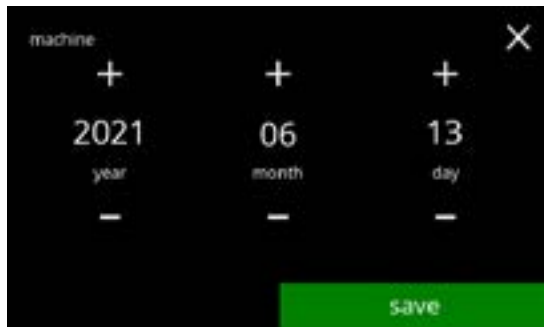 machine
+ + +
2021 06 13
year month day
- - -
save